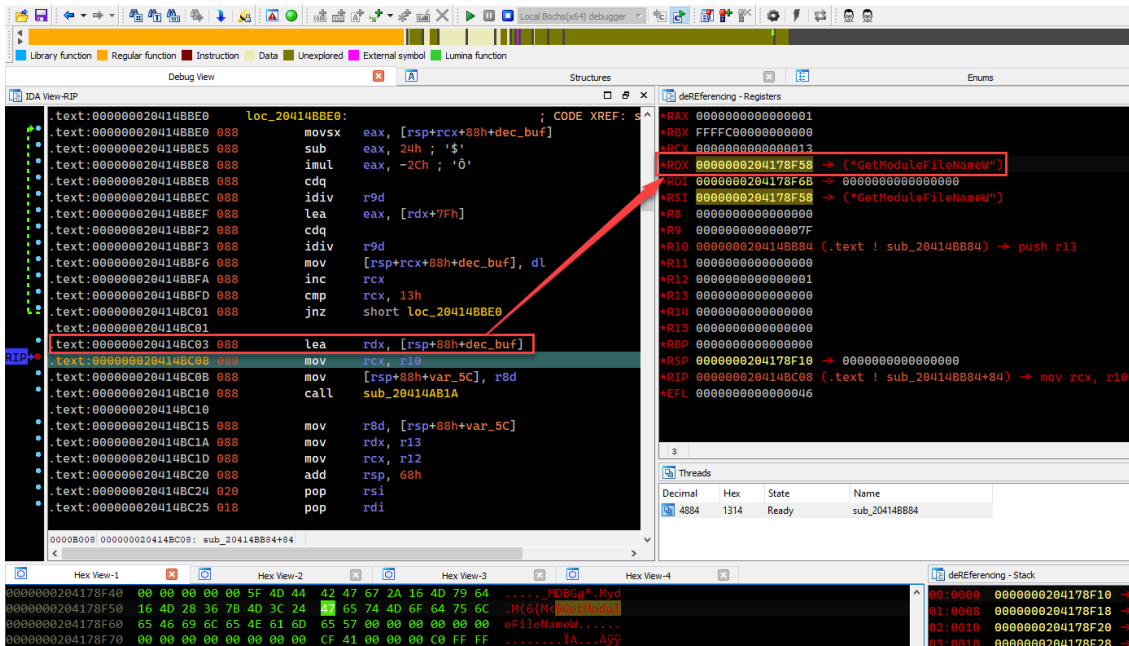 Local Bochs(x64) debugger
Library function Regular function Instruction Data Unexplored External symbol Lumina function
Debug View Structures Enums
IDA View-RIP
.text:000000020414BBE0 loc_20414BBE0: ; CODE XREF: s
.text:000000020414BBE0 088 movsx eax, [rsp+rcx+88h+dec_buf]
.text:000000020414BBE5 088 sub eax, 24h ; '$'
.text:000000020414BBE8 088 imul eax, -2Ch ; 'Ô'
.text:000000020414BBEB 088 cdq
.text:000000020414BBEC 088 idiv r9d
.text:000000020414BBEF 088 lea eax, [rdx+7Fh]
.text:000000020414BBF2 088 cdq
.text:000000020414BBF3 088 idiv r9d
.text:000000020414BBF6 088 mov [rsp+rcx+88h+dec_buf], dl
.text:000000020414BBFA 088 inc rcx
.text:000000020414BBFD 088 cmp rcx, 13h
.text:000000020414BC01 088 jnz short loc_20414BBE0
.text:000000020414BC01
.text:000000020414BC03 088 lea rdx, [rsp+88h+dec_buf]
RIP .text:000000020414BC08 088 mov rcx, r10
.text:000000020414BC0B 088 mov [rsp+88h+var_5C], r8d
.text:000000020414BC10 088 call sub_20414AB1A
.text:000000020414BC10
.text:000000020414BC15 088 mov r8d, [rsp+88h+var_5C]
.text:000000020414BC1A 088 mov rdx, r13
.text:000000020414BC1D 088 mov rcx, r12
.text:000000020414BC20 088 add rsp, 68h
.text:000000020414BC24 020 pop rsi
.text:000000020414BC25 018 pop rdi
0000B008 000000020414BC08: sub_20414BB84+84
deREferencing - Registers
*RAX 0000000000000001
*RBX FFFFC00000000000
*RCX 0000000000000013
*RDX 0000000204178F58 → ("GetModuleFileNameW")
*RDI 0000000204178F6B → 0000000000000000
*RSI 0000000204178F58 → ("GetModuleFileNameW")
*R8 0000000000000000
*R9 000000000000007F
*R10 000000020414BB84 (.text ! sub_20414BB84) → push r13
*R11 0000000000000000
*R12 0000000000000001
*R13 0000000000000000
*R14 0000000000000000
*R15 0000000000000000
*RBP 0000000000000000
*RSP 0000000204178F10 → 0000000000000000
*RIP 000000020414BC08 (.text ! sub_20414BB84+84) → mov rcx, r10
*EFL 0000000000000046
3
Threads
Decimal Hex State Name
4884 1314 Ready sub_20414BB84
Hex View-1 Hex View-2 Hex View-3 Hex View-4
0000000204178F40 00 00 00 00 00 5F 4D 44 42 47 67 2A 16 4D 79 64 ....._MDBGg*.Myd
0000000204178F50 16 4D 28 36 7B 4D 3C 24 47 65 74 4D 6F 64 75 6C .M(6{M<$GetModul
0000000204178F60 65 46 69 6C 65 4E 61 6D 65 57 00 00 00 00 00 00 eFileNameW......
0000000204178F70 00 00 00 00 00 00 00 00 CF 41 00 00 00 C0 FF FF ........ÏA...Àÿÿ
deREferencing - Stack
00:0000 0000000204178F10
01:0008 0000000204178F18
02:0010 0000000204178F20
03:0018 0000000204178F28